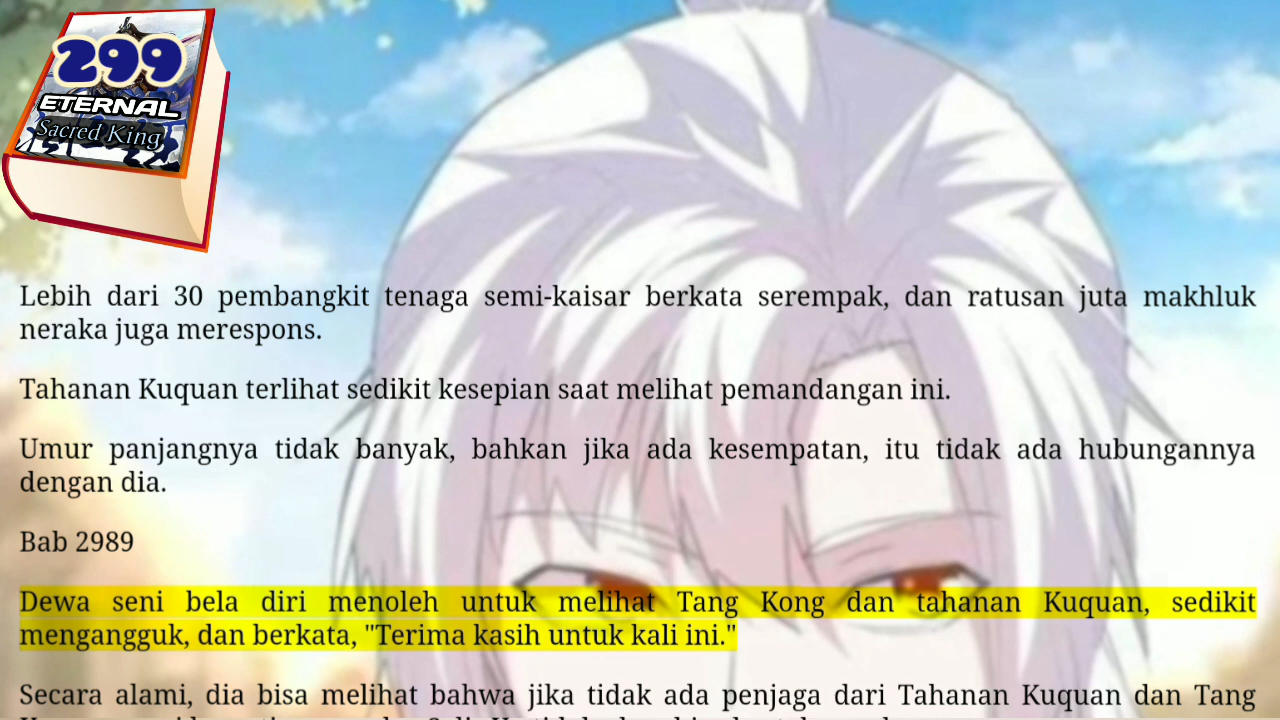 299
ETERNAL
Sacred King
Lebih dari 30 pembangkit tenaga semi-kaisar berkata serempak, dan ratusan juta makhluk
neraka juga merespons.
Tahanan Kuquan terlihat sedikit kesepian saat melihat pemandangan ini.
Umur panjangnya tidak banyak, bahkan jika ada kesempatan, itu tidak ada hubungannya
dengan dia.
Bab 2989
Dewa seni bela diri menoleh untuk melihat Tang Kong dan tahanan Kuquan, sedikit
mengangguk, dan berkata, "Terima kasih untuk kali ini."
Secara alami, dia bisa melihat bahwa jika tidak ada penjaga dari Tahanan Kuquan dan Tang